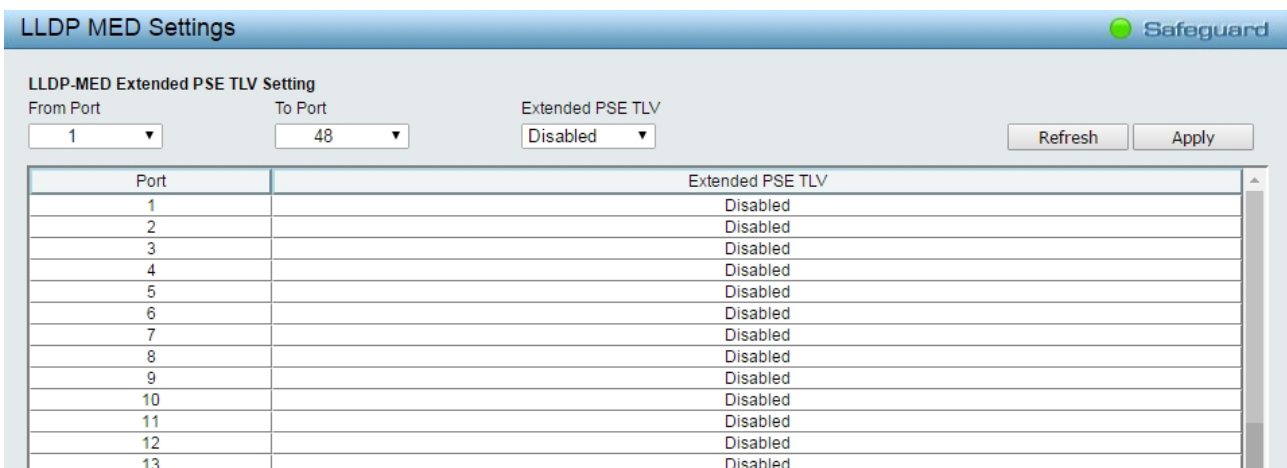 LLDP MED Settings
Safeguard
LLDP-MED Extended PSE TLV Setting
From Port To Port Extended PSE TLV
1 48 Disabled Refresh Apply
Port Extended PSE TLV
1 Disabled
2 Disabled
3 Disabled
4 Disabled
5 Disabled
6 Disabled
7 Disabled
8 Disabled
9 Disabled
10 Disabled
11 Disabled
12 Disabled
13 Disabled